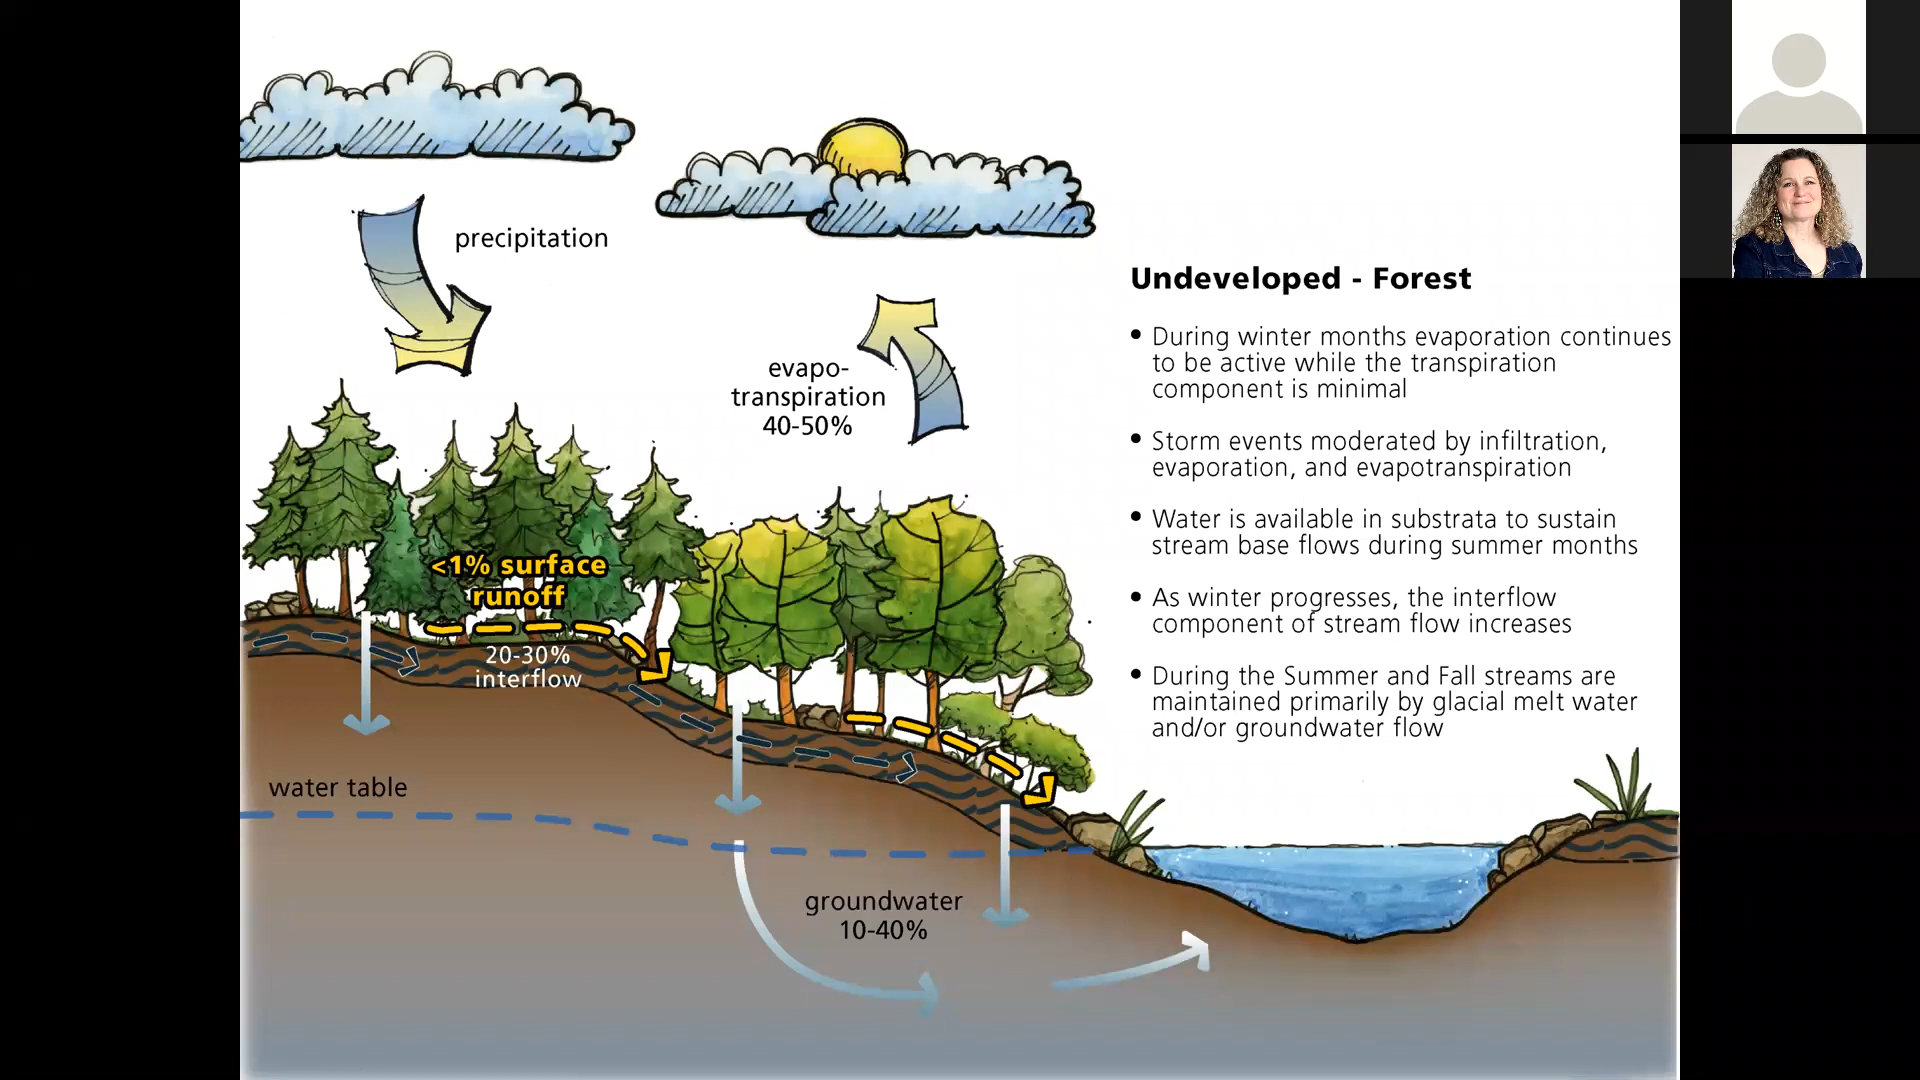 precipitation
evapo-
transpiration
40-50%
<1% surface
runoff
20-30%
interflow
water table
groundwater
10-40%
Undeveloped - Forest
• During winter months evaporation continues
to be active while the transpiration
component is minimal
• Storm events moderated by infiltration,
evaporation, and evapotranspiration
• Water is available in substrata to sustain
stream base flows during summer months
• As winter progresses, the interflow
component of stream flow increases
• During the Summer and Fall streams are
maintained primarily by glacial melt water
and/or groundwater flow